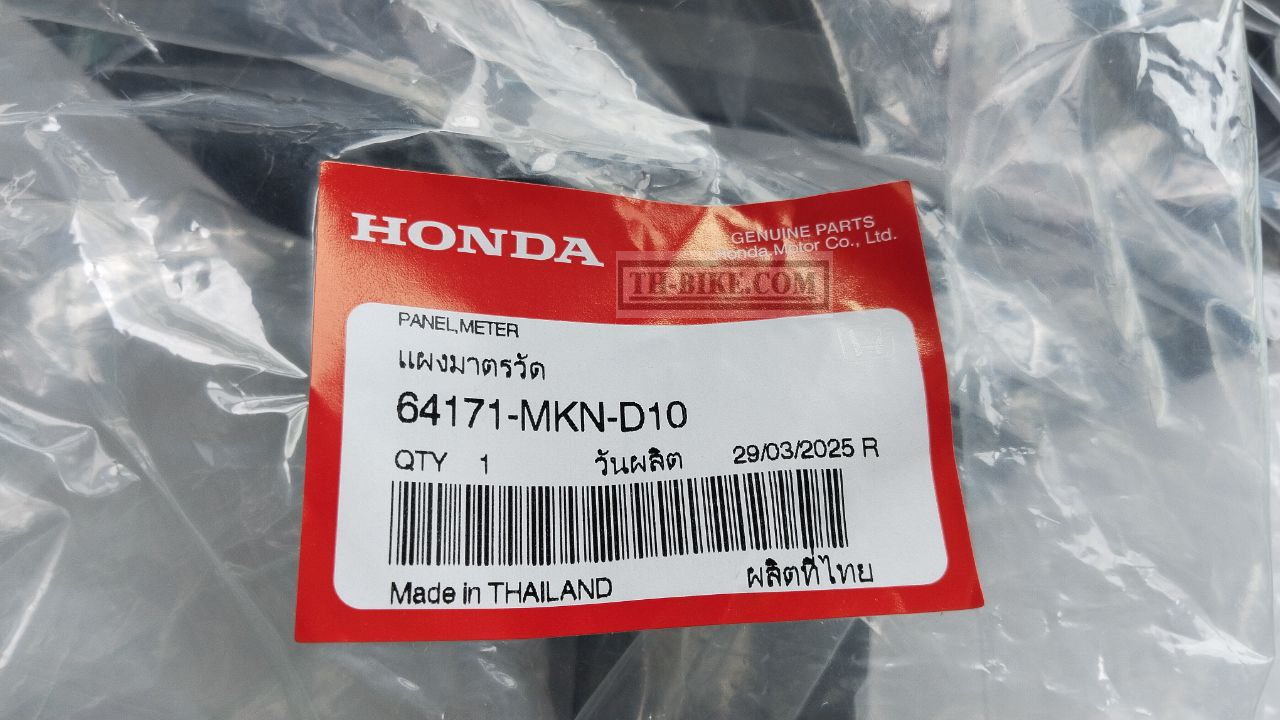 HONDA
GENUINE PARTS
Honda Motor Co., Ltd.
TH-BIKE.COM
PANEL,METER
แผงมาตรวัด
64171-MKN-D10
QTY 1 วันผลิต 29/03/2025 R
Made in THAILAND ผลิตที่ไทย